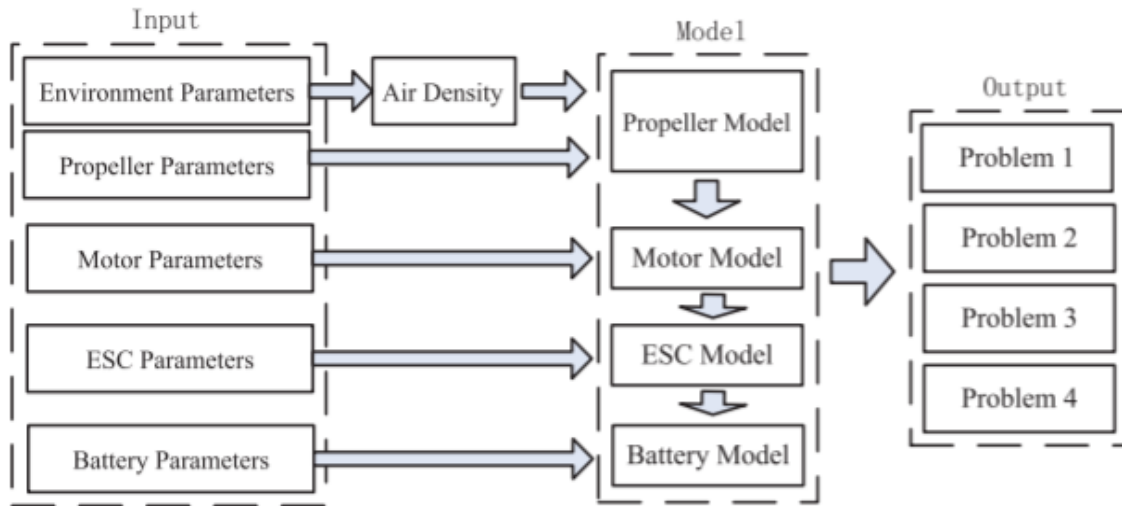 Input
Environment Parameters
Propeller Parameters
Motor Parameters
ESC Parameters
Battery Parameters
Air Density
Model
Propeller Model
Motor Model
ESC Model
Battery Model
Output
Problem 1
Problem 2
Problem 3
Problem 4